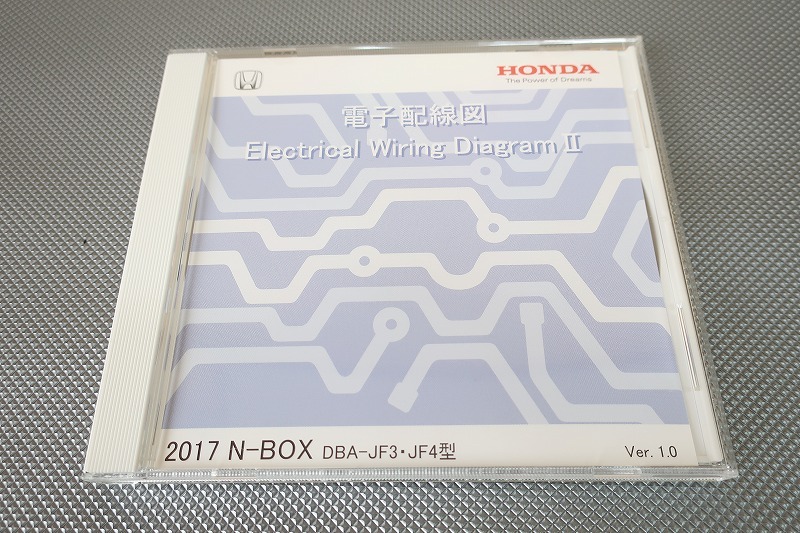 HONDA
The Power of Dreams
電子配線図
Electrical Wiring Diagram Ⅱ
2017 N-BOX DBA-JF3・JF4型
Ver. 1.0